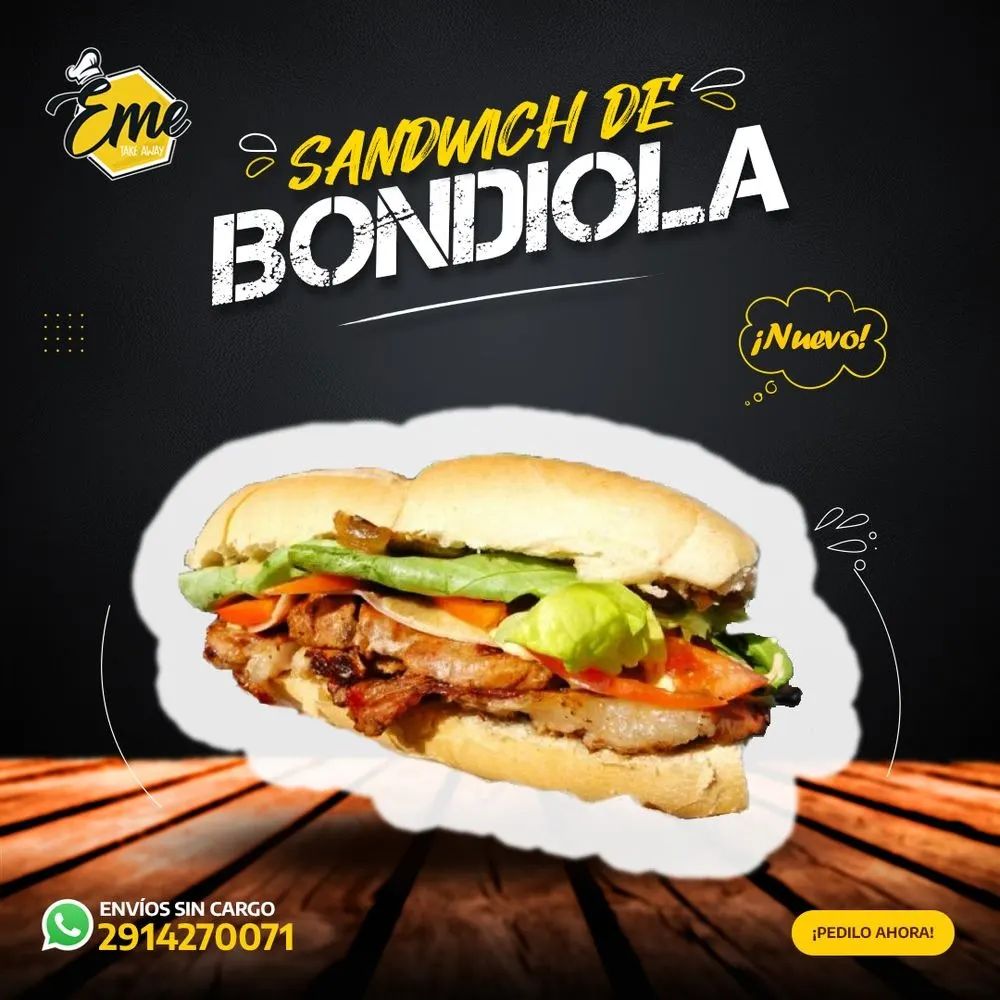 Eme
TAKE AWAY
SANDWICH DE
BONDIOLA
¡Nuevo!
ENVÍOS SIN CARGO
2914270071
¡PEDILO AHORA!